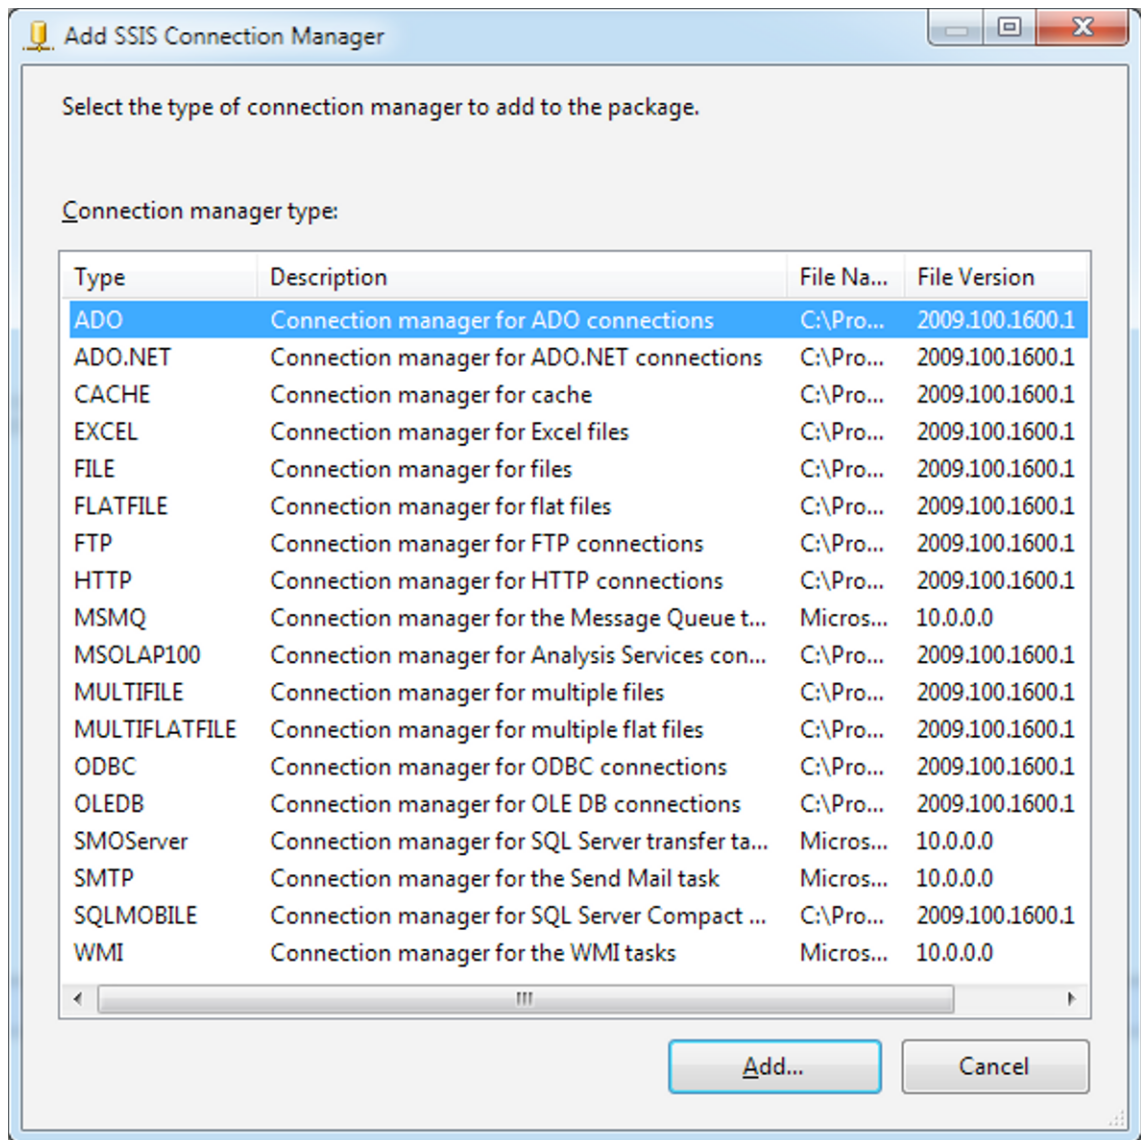 Add SSIS Connection Manager
Select the type of connection manager to add to the package.
Connection manager type:
Type Description File Na... File Version
ADO Connection manager for ADO connections C:\Pro... 2009.100.1600.1
ADO.NET Connection manager for ADO.NET connections C:\Pro... 2009.100.1600.1
CACHE Connection manager for cache C:\Pro... 2009.100.1600.1
EXCEL Connection manager for Excel files C:\Pro... 2009.100.1600.1
FILE Connection manager for files C:\Pro... 2009.100.1600.1
FLATFILE Connection manager for flat files C:\Pro... 2009.100.1600.1
FTP Connection manager for FTP connections C:\Pro... 2009.100.1600.1
HTTP Connection manager for HTTP connections C:\Pro... 2009.100.1600.1
MSMQ Connection manager for the Message Queue t... Micros... 10.0.0.0
MSOLAP100 Connection manager for Analysis Services con... C:\Pro... 2009.100.1600.1
MULTIFILE Connection manager for multiple files C:\Pro... 2009.100.1600.1
MULTIFLATFILE Connection manager for multiple flat files C:\Pro... 2009.100.1600.1
ODBC Connection manager for ODBC connections C:\Pro... 2009.100.1600.1
OLEDB Connection manager for OLE DB connections C:\Pro... 2009.100.1600.1
SMOServer Connection manager for SQL Server transfer ta... Micros... 10.0.0.0
SMTP Connection manager for the Send Mail task Micros... 10.0.0.0
SQLMOBILE Connection manager for SQL Server Compact ... C:\Pro... 2009.100.1600.1
WMI Connection manager for the WMI tasks Micros... 10.0.0.0
Add... Cancel